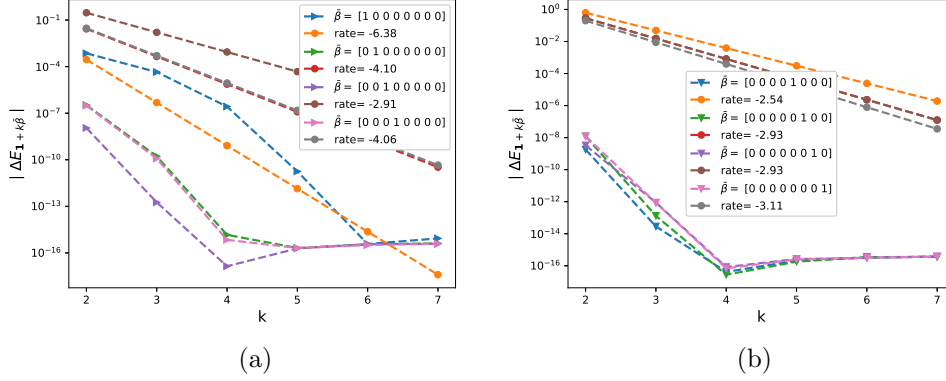 | ΔE_{1 + kβ̄} |
10^{-1}
10^{-4}
10^{-7}
10^{-10}
10^{-13}
10^{-16}
2 3 4 5 6 7
k
β̄ = [1 0 0 0 0 0 0 0]
rate= -6.38
β̄ = [0 1 0 0 0 0 0 0]
rate= -4.10
β̄ = [0 0 1 0 0 0 0 0]
rate= -2.91
β̄ = [0 0 0 1 0 0 0 0]
rate= -4.06
(a)
| ΔE_{1 + kβ̄} |
10^{0}
10^{-2}
10^{-4}
10^{-6}
10^{-8}
10^{-10}
10^{-12}
10^{-14}
10^{-16}
2 3 4 5 6 7
k
β̄ = [0 0 0 0 1 0 0 0]
rate= -2.54
β̄ = [0 0 0 0 0 1 0 0]
rate= -2.93
β̄ = [0 0 0 0 0 0 1 0]
rate= -2.93
β̄ = [0 0 0 0 0 0 0 1]
rate= -3.11
(b)